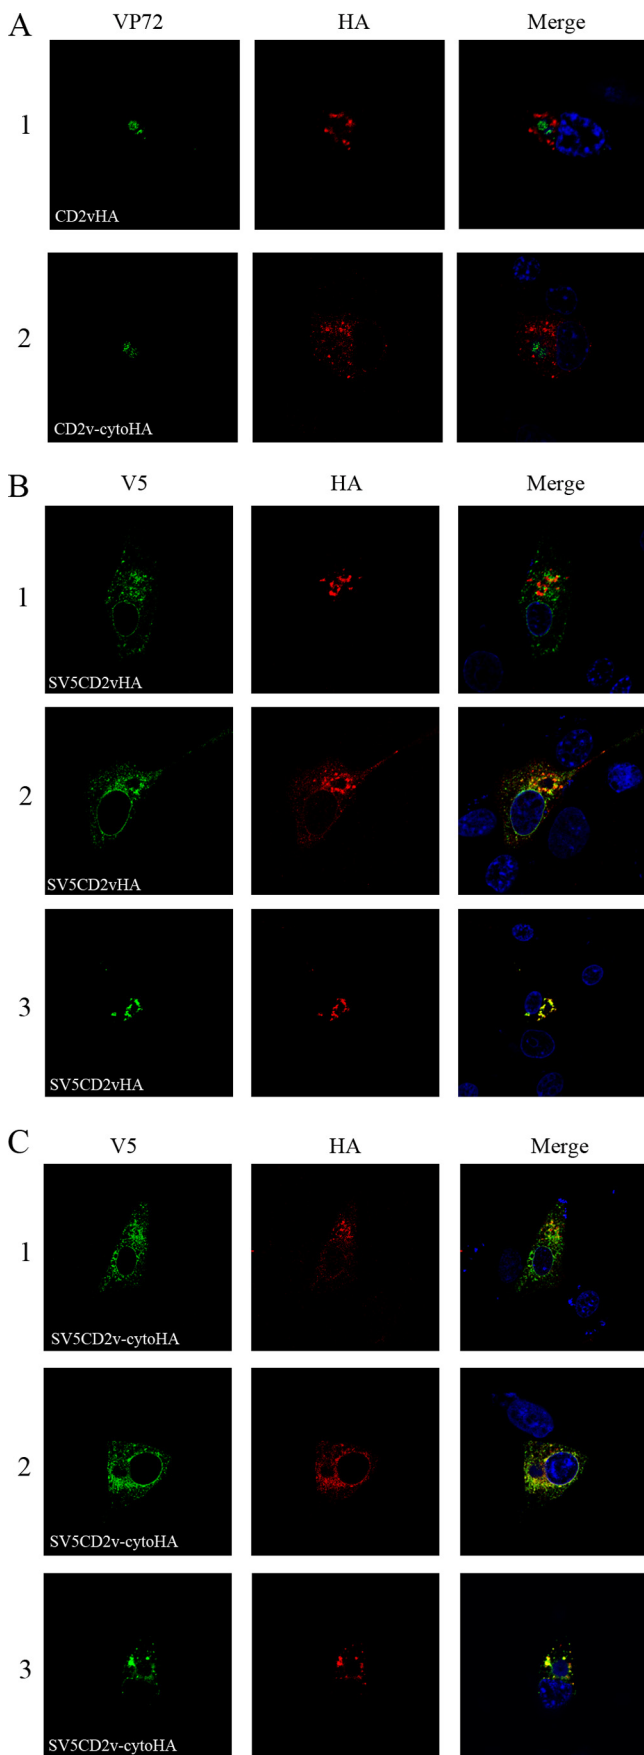 A
VP72 HA Merge
1
CD2vHA
2
CD2v-cytoHA
B
V5 HA Merge
1
SV5CD2vHA
2
SV5CD2vHA
3
SV5CD2vHA
C
V5 HA Merge
1
SV5CD2v-cytoHA
2
SV5CD2v-cytoHA
3
SV5CD2v-cytoHA